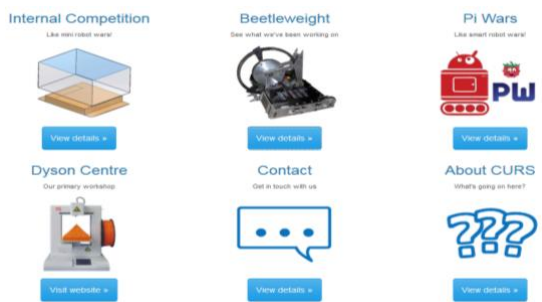 Internal Competition
Like mini robot wars!
View details »
Beetleweight
See what we've been working on
View details »
Pi Wars
Like smart robot wars!
PW
View details »
Dyson Centre
Our primary workshop
Visit website »
Contact
Get in touch with us
View details »
About CURS
What's going on here?
???
View details »